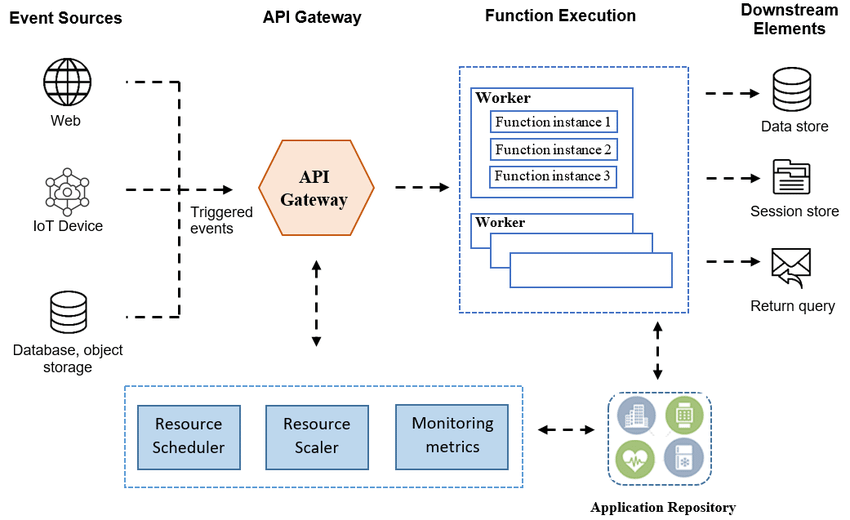 Event Sources
API Gateway
Function Execution
Downstream
Elements
Web
IoT Device
Database, object
storage
Triggered
events
API
Gateway
Worker
Function instance 1
Function instance 2
Function instance 3
Worker
Data store
Session store
Return query
Resource
Scheduler
Resource
Scaler
Monitoring
metrics
Application Repository